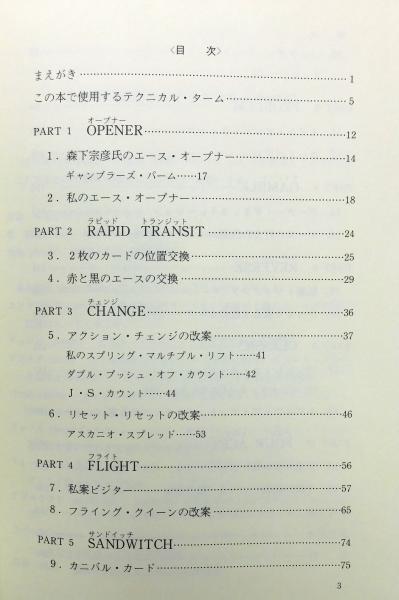 〈目　次〉
まえがき……………………1
この本で使用するテクニカル・ターム……………………5
オープナー
PART 1　OPENER……………………12
1．森下宗彦氏のエース・オープナー……………………14
ギャンブラーズ・パーム……17
2．私のエース・オープナー……………………18
ラピッド　トランジット
PART 2　RAPID　TRANSIT……………………24
3．2枚のカードの位置交換……………………25
4．赤と黒のエースの交換……………………29
チェンジ
PART 3　CHANGE……………………36
5．アクション・チェンジの改案……………………37
私のスプリング・マルチプル・リフト……41
ダブル・プッシュ・オフ・カウント……42
J・S・カウント……44
6．リセット・リセットの改案……………………46
アスカニオ・スプレッド……53
フライト
PART 4　FLIGHT……………………56
7．私案ビジター……………………57
8．フライング・クイーンの改案……………………65
サンドイッチ
PART 5　SANDWITCH……………………74
9．カニバル・カード……………………75
3